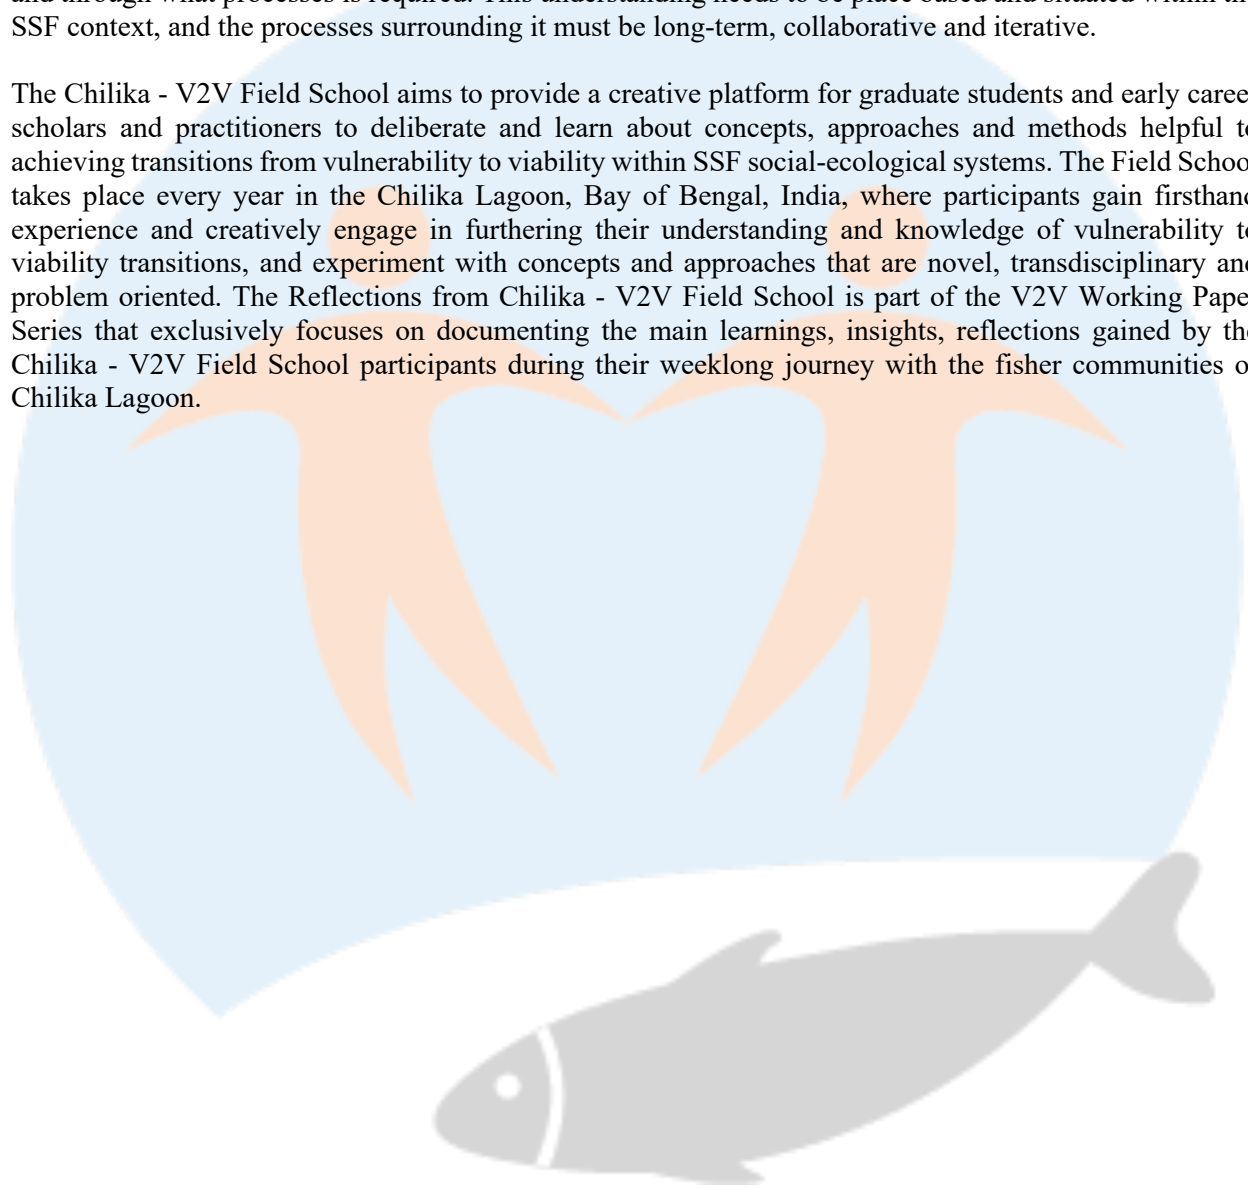 and through what processes is required. This understanding needs to be place based and situated within the
SSF context, and the processes surrounding it must be long-term, collaborative and iterative.
The Chilika - V2V Field School aims to provide a creative platform for graduate students and early caree
scholars and practitioners to deliberate and learn about concepts, approaches and methods helpful to
achieving transitions from vulnerability to viability within SSF social-ecological systems. The Field Schoo
takes place every year in the Chilika Lagoon, Bay of Bengal, India, where participants gain firsthand
experience and creatively engage in furthering their understanding and knowledge of vulnerability to
viability transitions, and experiment with concepts and approaches that are novel, transdisciplinary and
problem oriented. The Reflections from Chilika - V2V Field School is part of the V2V Working Pape
Series that exclusively focuses on documenting the main learnings, insights, reflections gained by the
Chilika - V2V Field School participants during their weeklong journey with the fisher communities o
Chilika Lagoon.